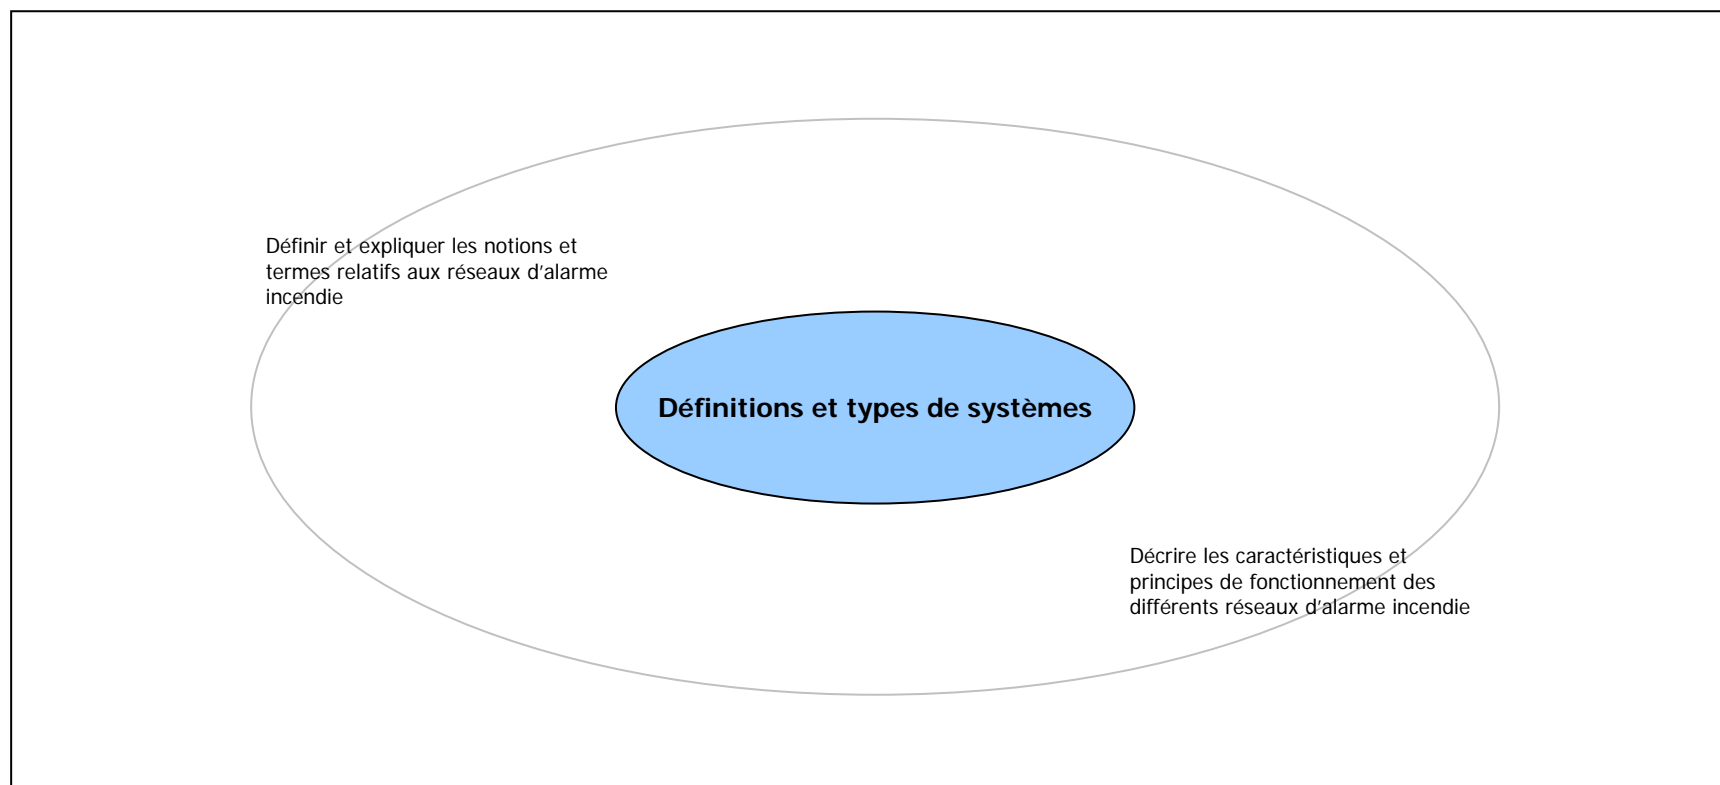 Définir et expliquer les notions et
termes relatifs aux réseaux d'alarme
incendie
Définitions et types de systèmes
Décrire les caractéristiques et
principes de fonctionnement des
différents réseaux d'alarme incendie